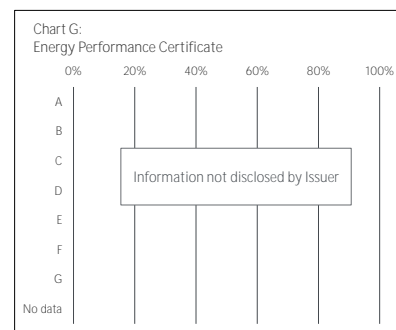 Chart G:
Energy Performance Certificate
0% 20% 40% 60% 80% 100%
A
B
C
Information not disclosed by Issuer
D
E
F
G
No data